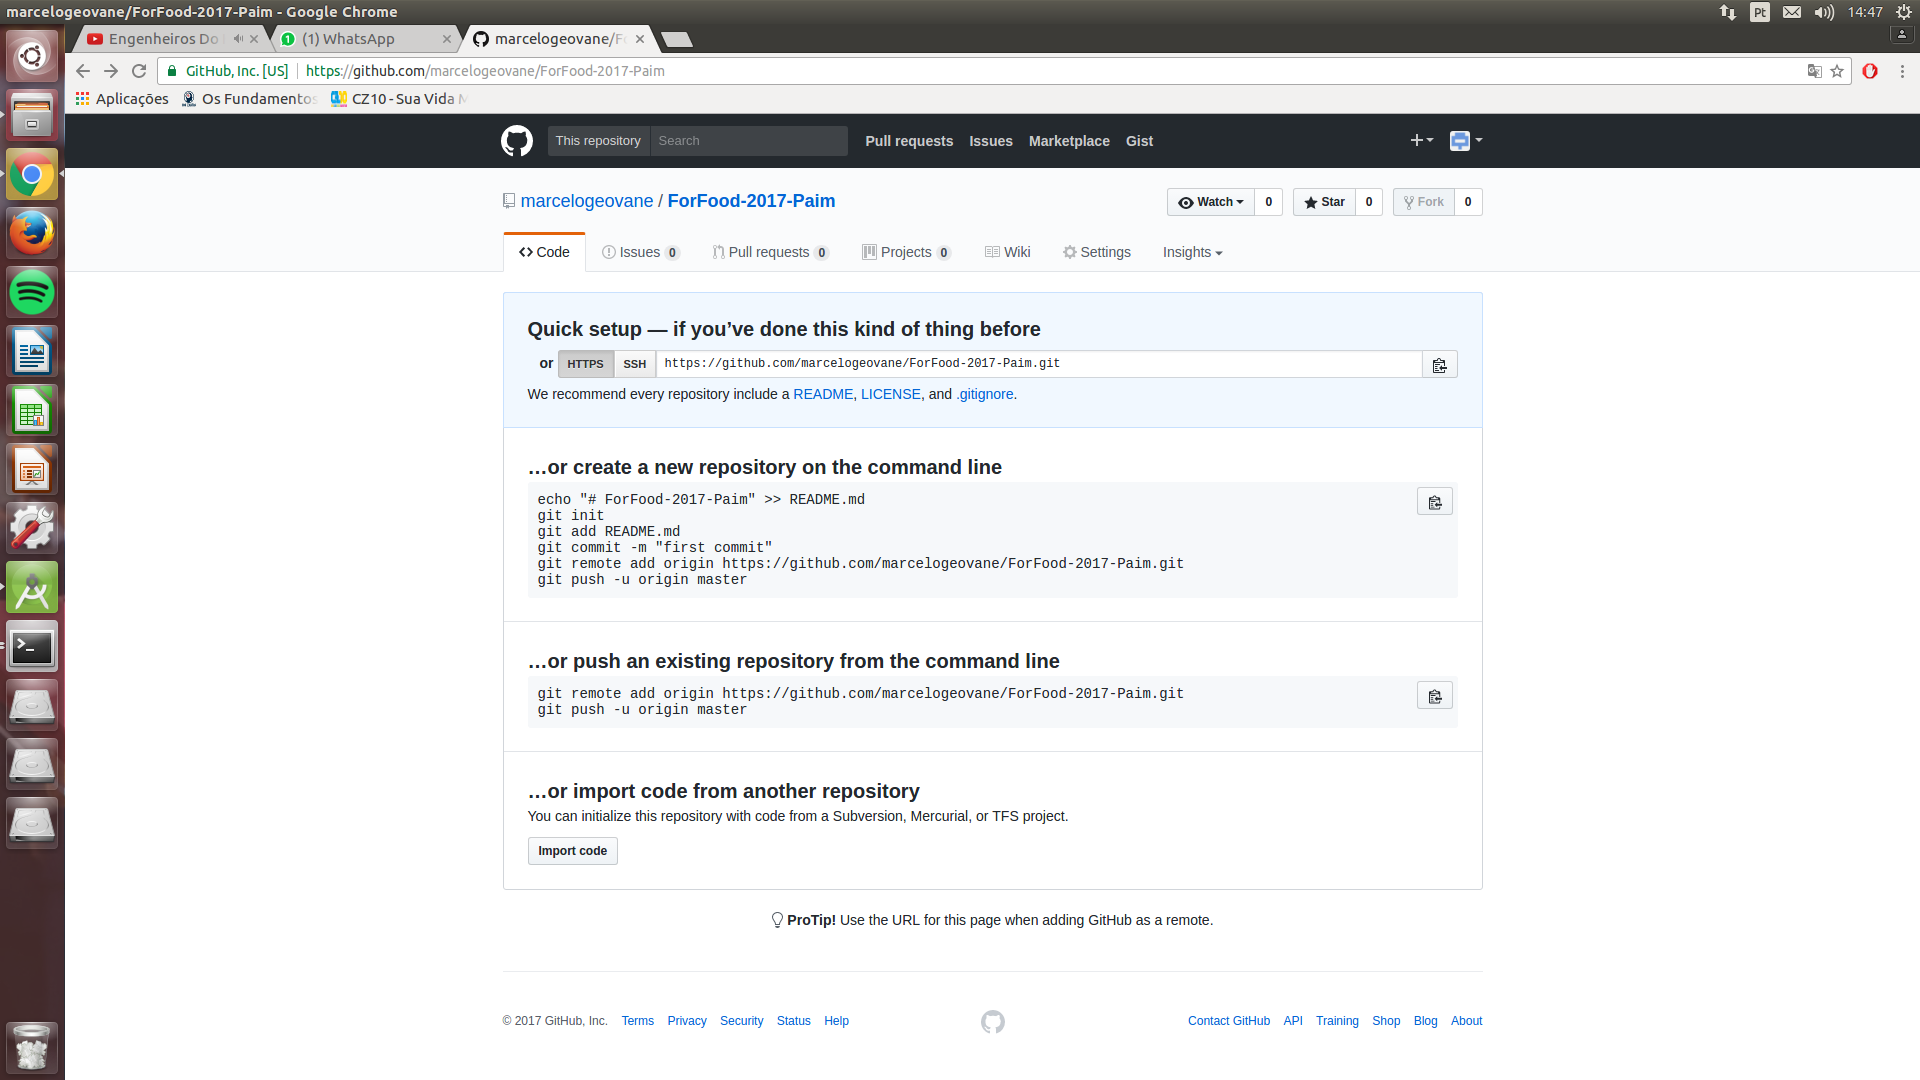 marcelogeovane/ForFood-2017-Paim - Google Chrome
Pt
14:47
Engenheiros Do
(1) WhatsApp
marcelogeovane/F
GitHub, Inc. [US]
https://github.com/marcelogeovane/ForFood-2017-Paim
Aplicações
Os Fundamentos
CZ10 - Sua Vida M
This repository
Search
Pull requests
Issues
Marketplace
Gist
marcelogeovane / ForFood-2017-Paim
Watch 0
Star 0
Fork 0
Code
Issues 0
Pull requests 0
Projects 0
Wiki
Settings
Insights
Quick setup — if you’ve done this kind of thing before
or HTTPS SSH https://github.com/marcelogeovane/ForFood-2017-Paim.git
We recommend every repository include a README, LICENSE, and .gitignore.
…or create a new repository on the command line
echo "# ForFood-2017-Paim" >> README.md
git init
git add README.md
git commit -m "first commit"
git remote add origin https://github.com/marcelogeovane/ForFood-2017-Paim.git
git push -u origin master
…or push an existing repository from the command line
git remote add origin https://github.com/marcelogeovane/ForFood-2017-Paim.git
git push -u origin master
…or import code from another repository
You can initialize this repository with code from a Subversion, Mercurial, or TFS project.
Import code
ProTip! Use the URL for this page when adding GitHub as a remote.
© 2017 GitHub, Inc.
Terms
Privacy
Security
Status
Help
Contact GitHub
API
Training
Shop
Blog
About